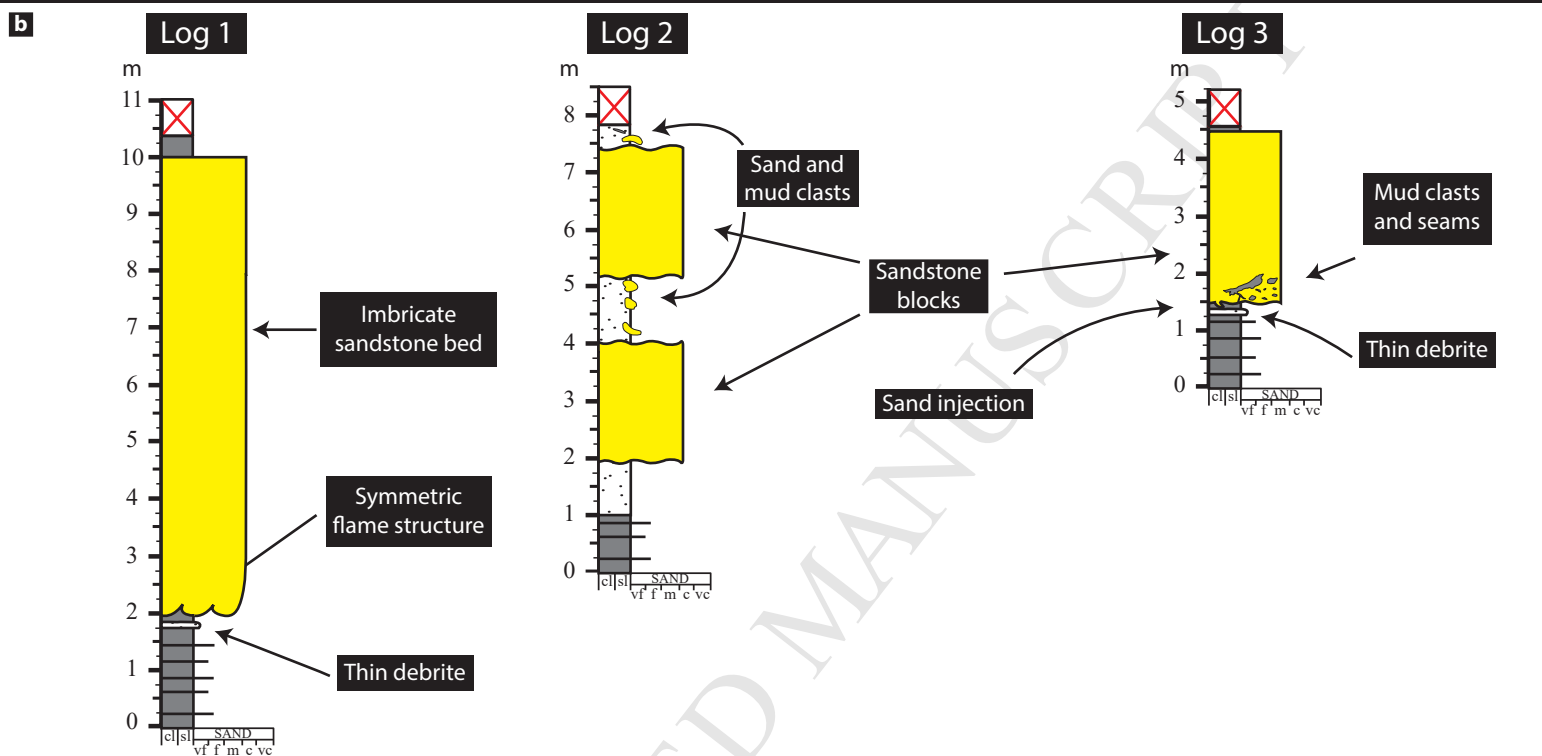 b
Log 1
m
11
10
9
8
7
6
5
4
3
2
1
0
cl sl SAND
vf f m c vc
Imbricate
sandstone bed
Symmetric
flame structure
Thin debrite
Log 2
m
8
7
6
5
4
3
2
1
0
cl sl SAND
vf f m c vc
Sand and
mud clasts
Sandstone
blocks
Sand injection
Log 3
m
5
4
3
2
1
0
cl sl SAND
vf f m c vc
Mud clasts
and seams
Thin debrite
D MANUSCRIPT